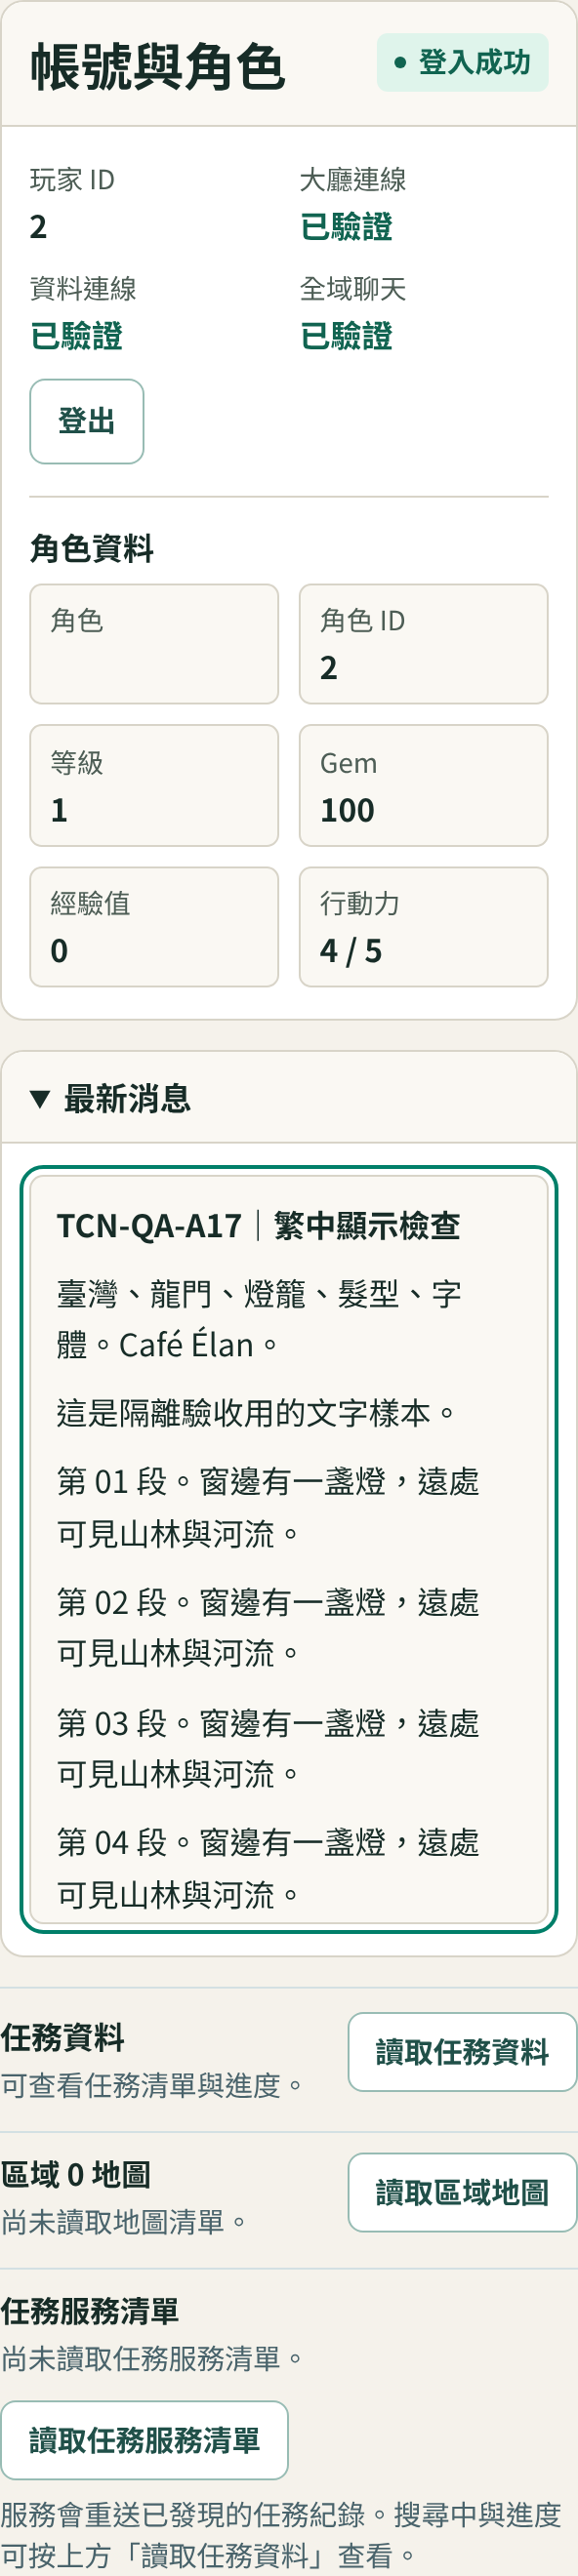 帳號與角色
登入成功
玩家 ID
大廳連線
2
已驗證
資料連線
全域聊天
已驗證
已驗證
登出
角色資料
角色
角色 ID
2
等級
Gem
1
100
經驗值
行動力
0
4 / 5
▼ 最新消息
TCN-QA-A17｜繁中顯示檢查
臺灣、龍門、燈籠、髮型、字
體。Café Élan。
這是隔離驗收用的文字樣本。
第 01 段。窗邊有一盞燈，遠處
可見山林與河流。
第 02 段。窗邊有一盞燈，遠處
可見山林與河流。
第 03 段。窗邊有一盞燈，遠處
可見山林與河流。
第 04 段。窗邊有一盞燈，遠處
可見山林與河流。
任務資料
讀取任務資料
可查看任務清單與進度。
區域 0 地圖
讀取區域地圖
尚未讀取地圖清單。
任務服務清單
尚未讀取任務服務清單。
讀取任務服務清單
服務會重送已發現的任務紀錄。搜尋中與進度
可按上方「讀取任務資料」查看。